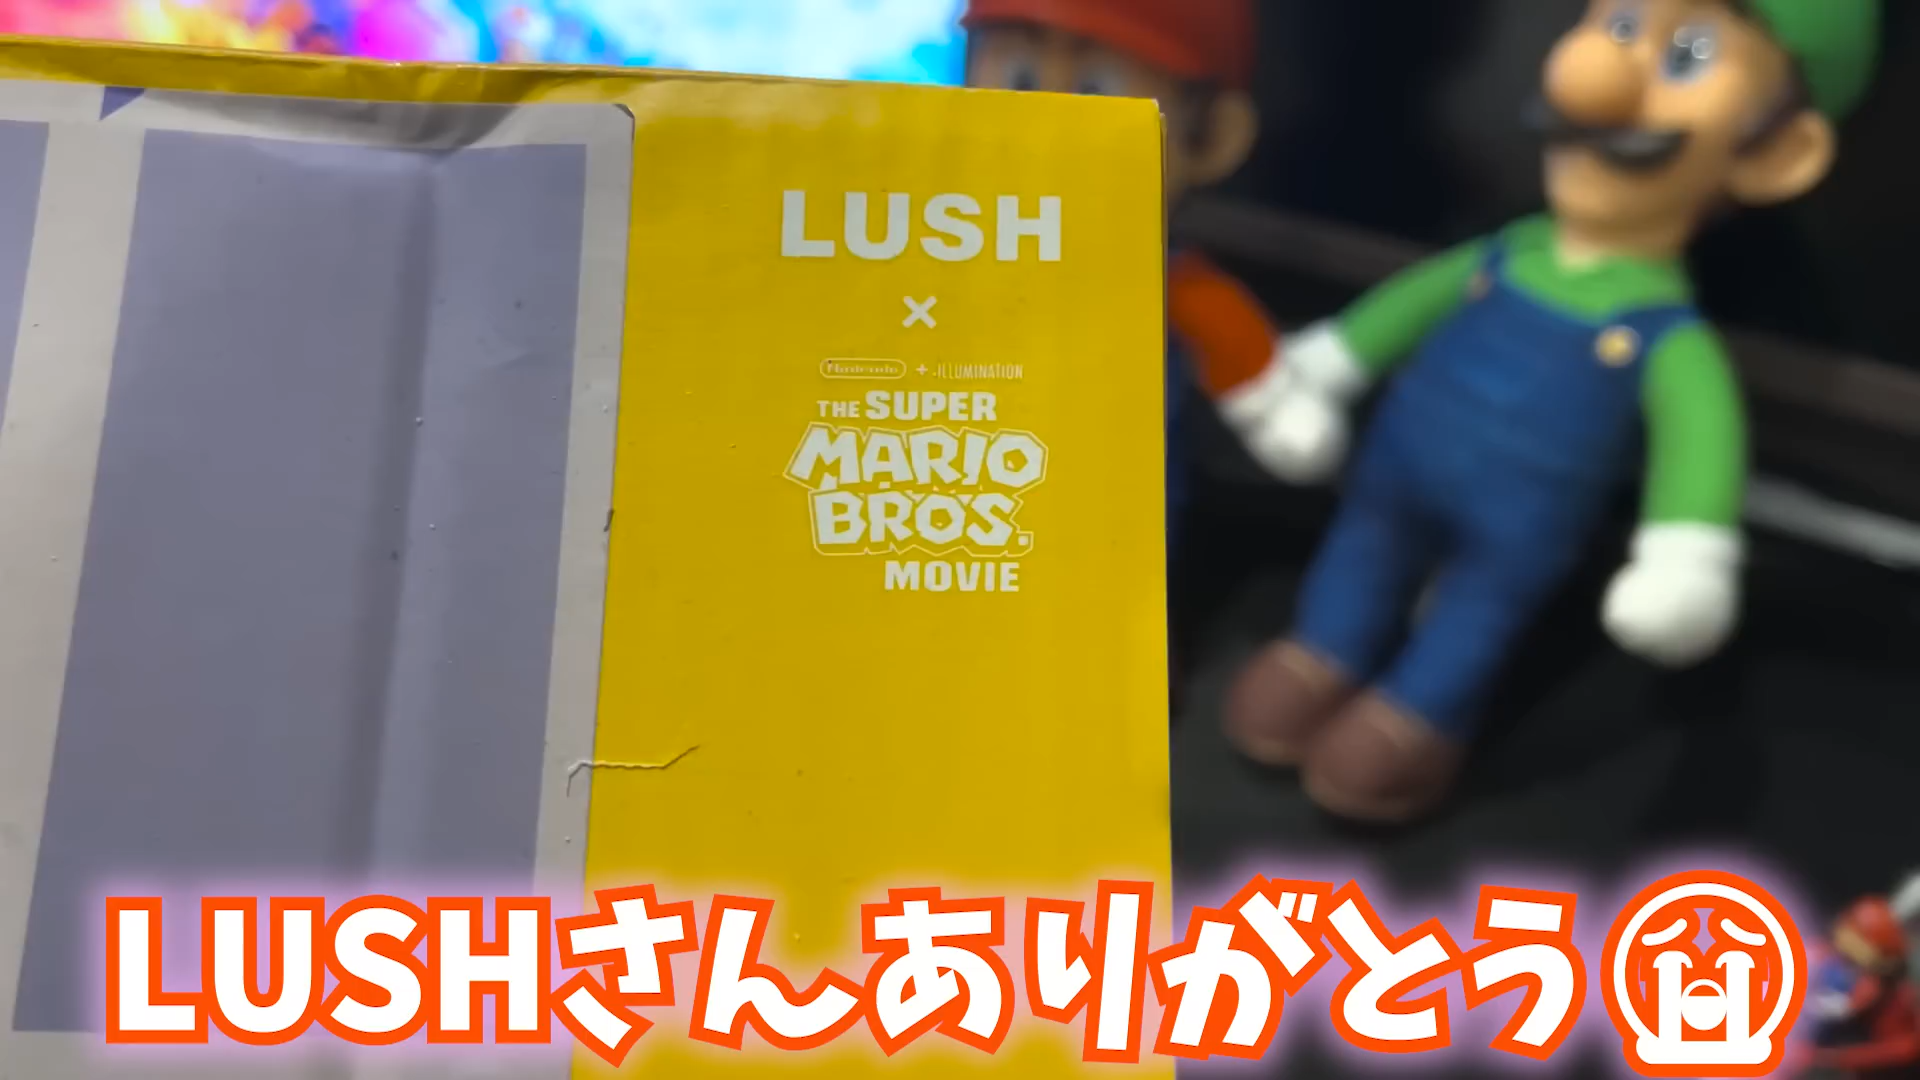 LUSH
×
Nintendo + ILLUMINATION
THE SUPER
MARIO
BROS.
MOVIE
LUSHさんありがとう😭